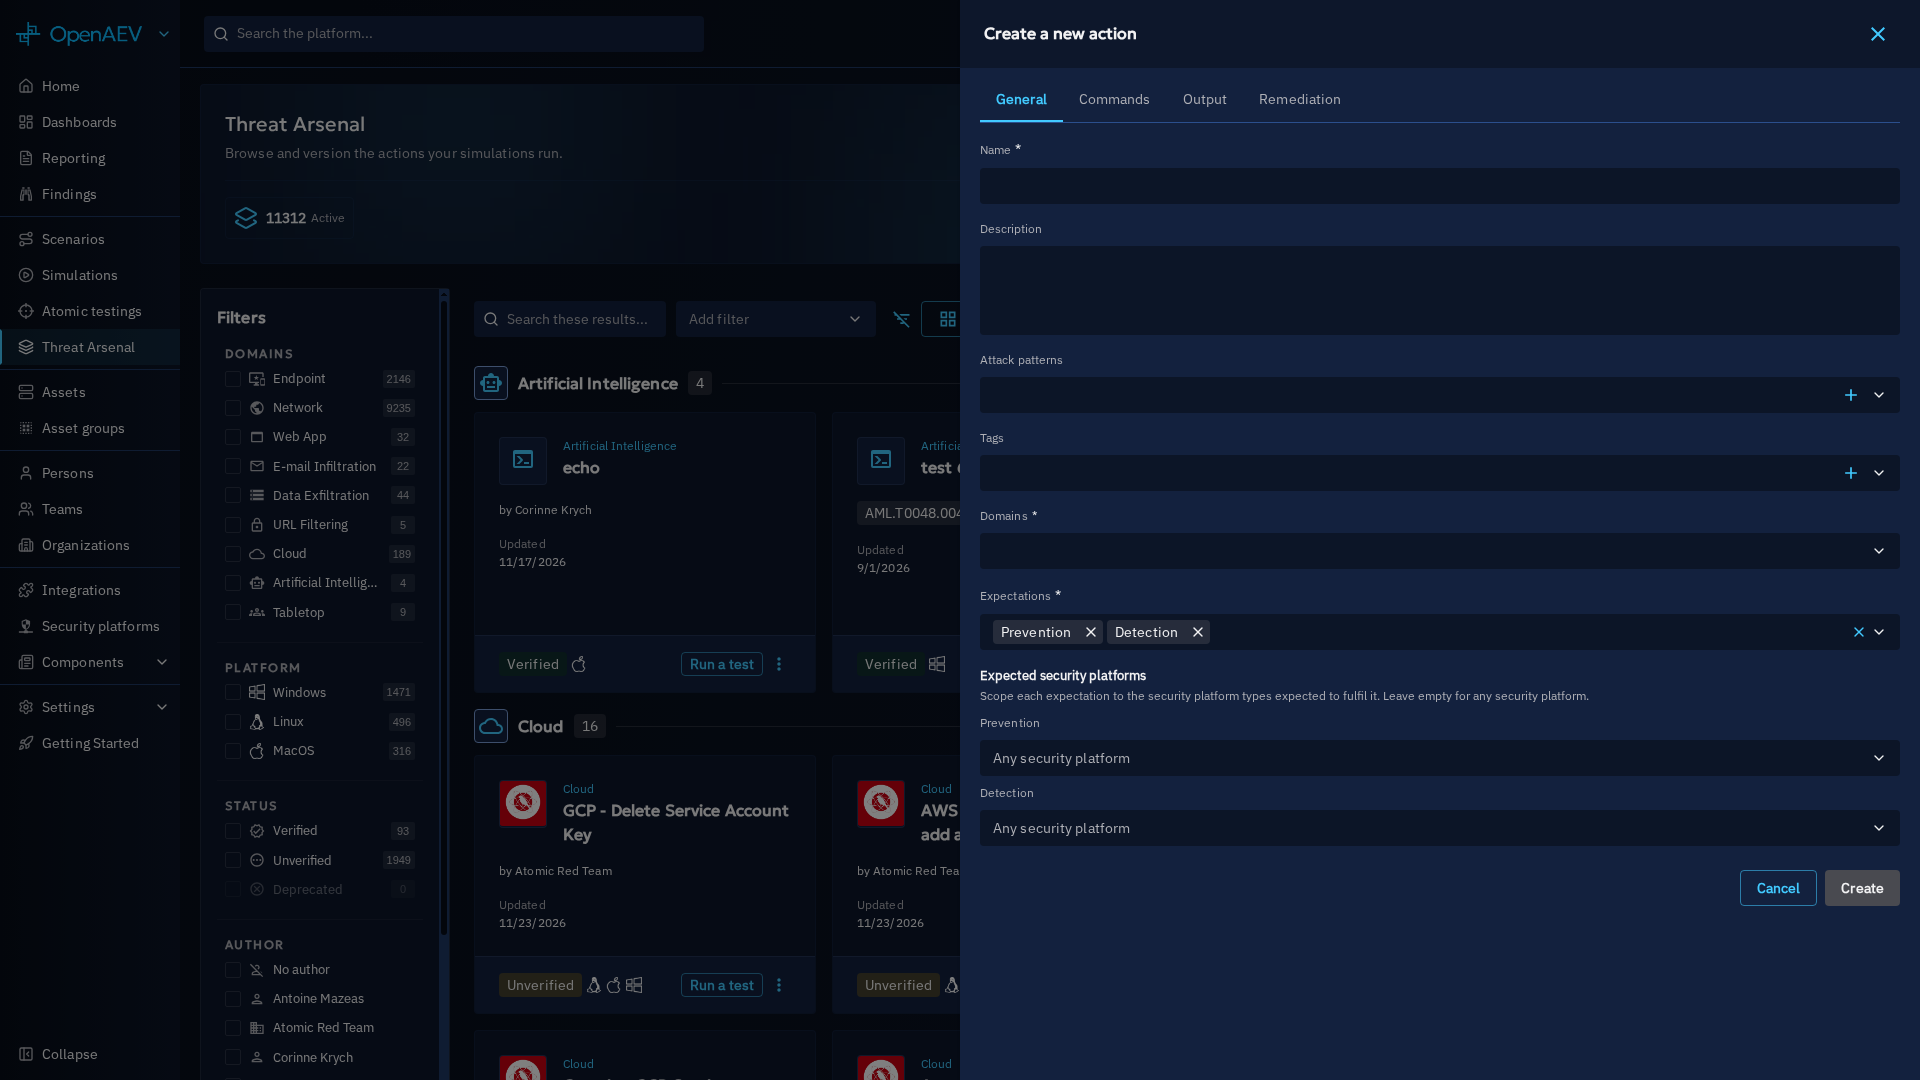 OpenAEV
Search the platform...
Home
Dashboards
Reporting
Findings
Scenarios
Simulations
Atomic testings
Threat Arsenal
Assets
Asset groups
Persons
Teams
Organizations
Integrations
Security platforms
Components
Settings
Getting Started
Collapse
Threat Arsenal
Browse and version the actions your simulations run.
11312 Active
Filters
DOMAINS
Endpoint 2146
Network 9235
Web App 32
E-mail Infiltration 22
Data Exfiltration 44
URL Filtering 5
Cloud 189
Artificial Intellig... 4
Tabletop 9
PLATFORM
Windows 1471
Linux 496
MacOS 316
STATUS
Verified 93
Unverified 1949
Deprecated 0
AUTHOR
No author
Antoine Mazeas
Atomic Red Team
Corinne Krych
Search these results...
Add filter
Artificial Intelligence 4
Artificial Intelligence
echo
by Corinne Krych
Updated
11/17/2026
Verified
Run a test
Artificia
test
AML.T0048.004
Updated
9/1/2026
Verified
Cloud 16
Cloud
GCP - Delete Service Account
Key
by Atomic Red Team
Updated
11/23/2026
Unverified
Run a test
Cloud
AWS
add a
by Atomic Red Tea
Updated
11/23/2026
Unverified
Cloud
Cloud
Create a new action
General
Commands
Output
Remediation
Name *
Description
Attack patterns
Tags
Domains *
Expectations *
Prevention
Detection
Expected security platforms
Scope each expectation to the security platform types expected to fulfil it. Leave empty for any security platform.
Prevention
Any security platform
Detection
Any security platform
Cancel
Create